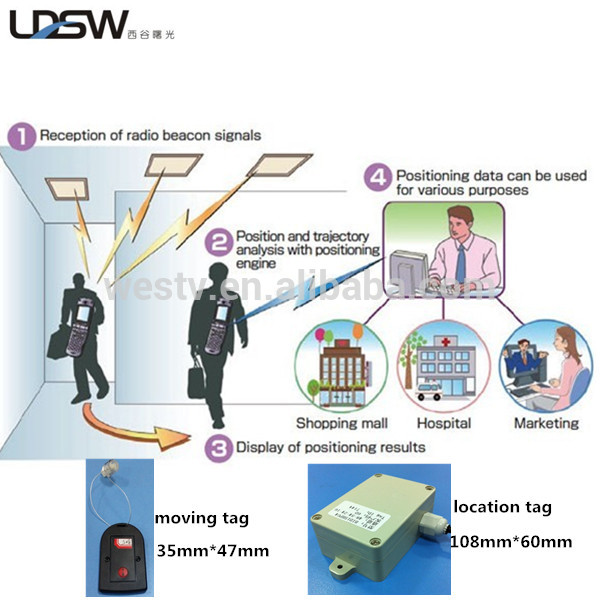 UDSW 西谷曙光
1 Reception of radio beacon signals
4 Positioning data can be used
for various purposes
2 Position and trajectory
analysis with positioning
engine
westv.en.alibaba.com
Shopping mall
Hospital
Marketing
3 Display of positioning results
moving tag
35mm*47mm
location tag
108mm*60mm